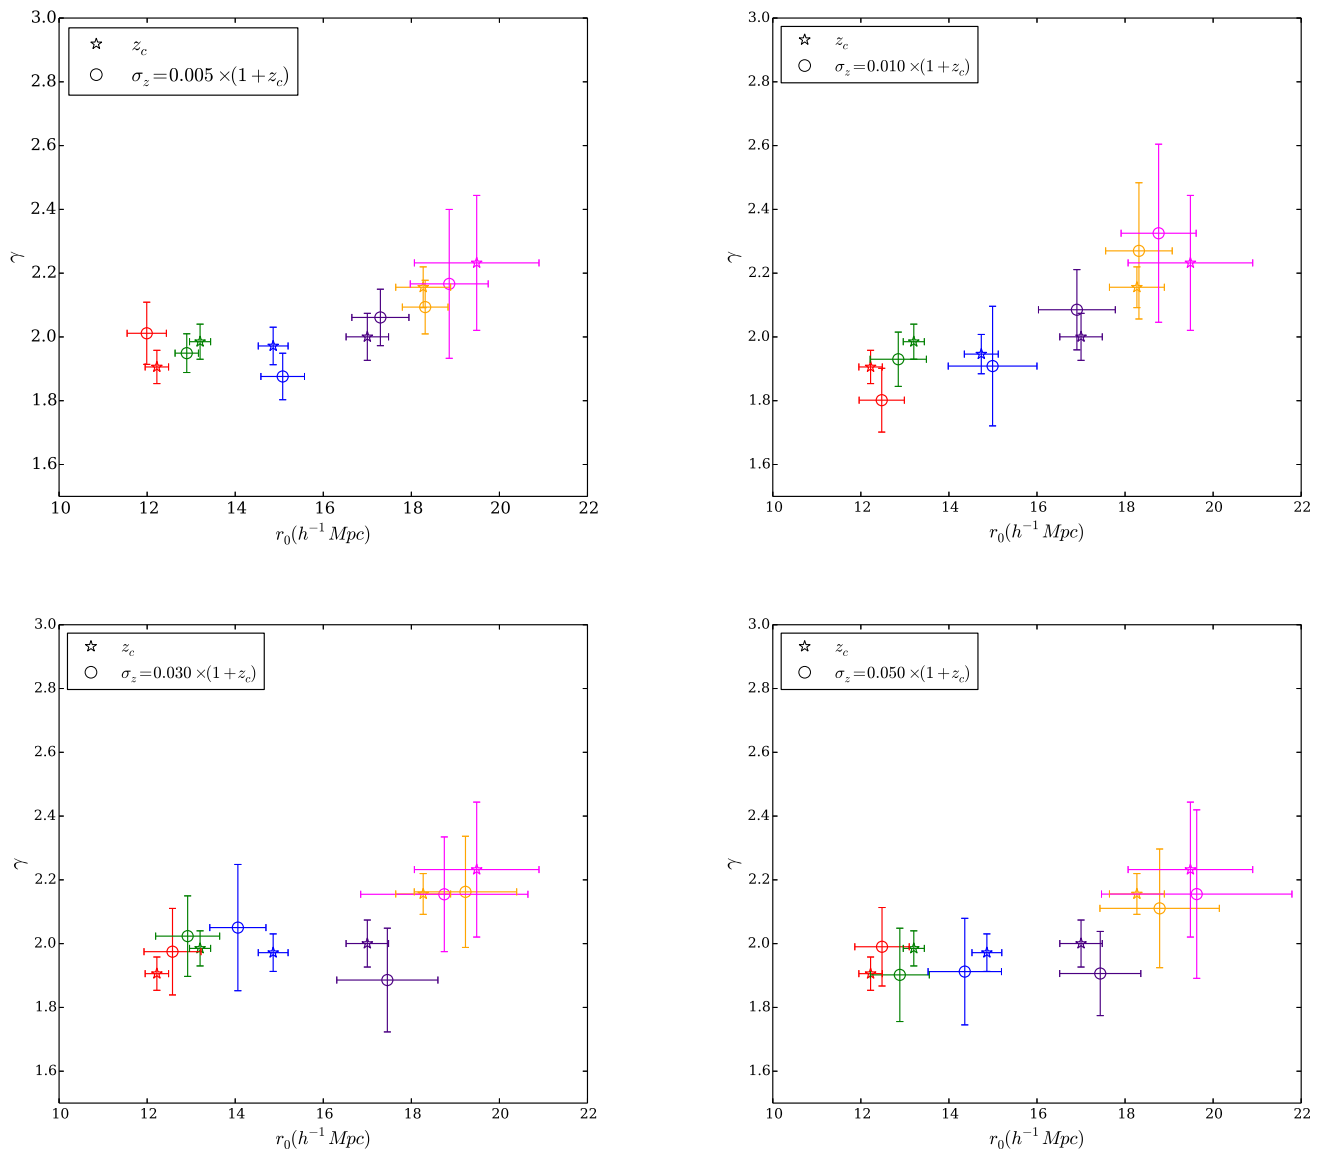 3.0
2.8
2.6
2.4
2.2
2.0
1.8
1.6
γ
z_c
σ_z=0.005×(1+z_c)
10 12 14 16 18 20 22
r_0(h^{-1} Mpc)
3.0
2.8
2.6
2.4
2.2
2.0
1.8
1.6
γ
z_c
σ_z=0.010×(1+z_c)
10 12 14 16 18 20 22
r_0(h^{-1} Mpc)
3.0
2.8
2.6
2.4
2.2
2.0
1.8
1.6
γ
z_c
σ_z=0.030×(1+z_c)
10 12 14 16 18 20 22
r_0(h^{-1} Mpc)
3.0
2.8
2.6
2.4
2.2
2.0
1.8
1.6
γ
z_c
σ_z=0.050×(1+z_c)
10 12 14 16 18 20 22
r_0(h^{-1} Mpc)